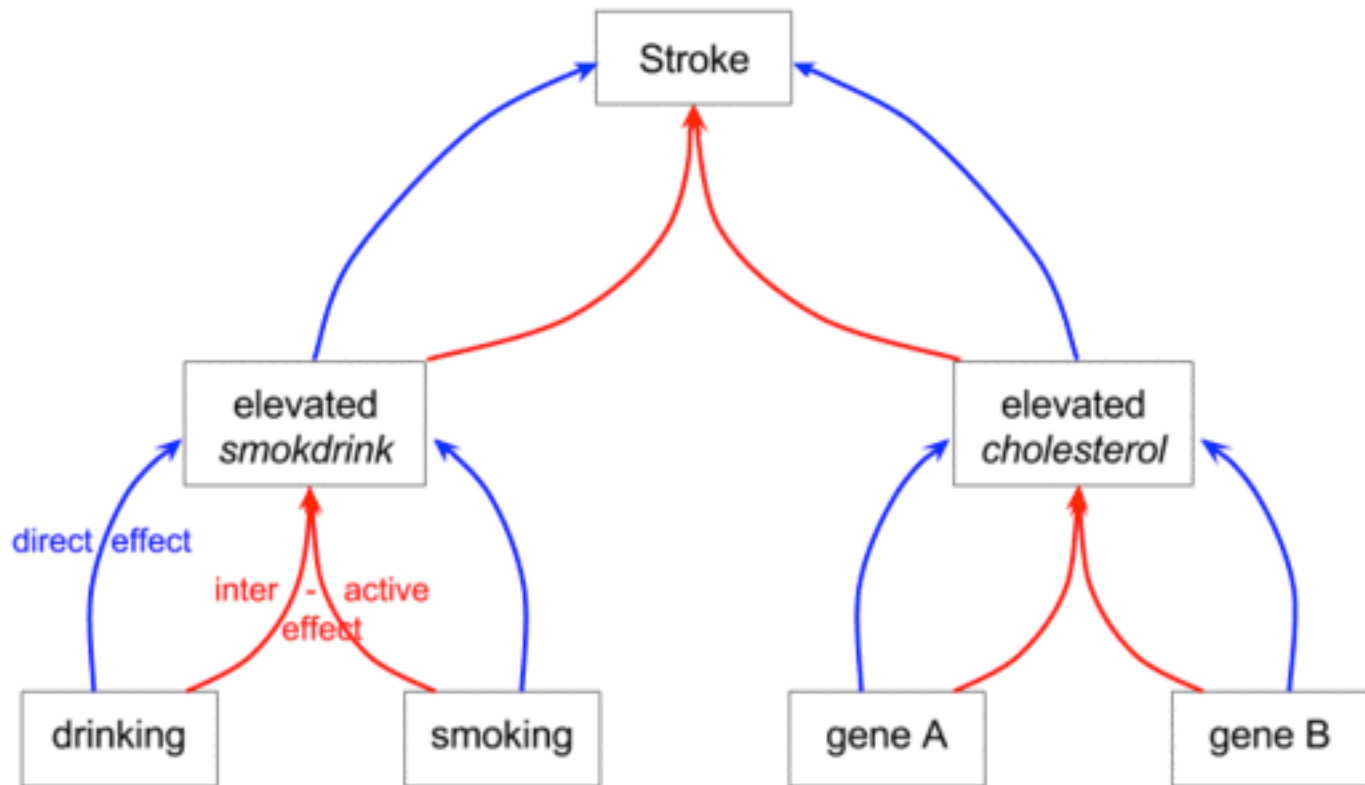 Stroke
elevated
smokdrink
elevated
cholesterol
direct effect
inter - active
effect
drinking
smoking
gene A
gene B